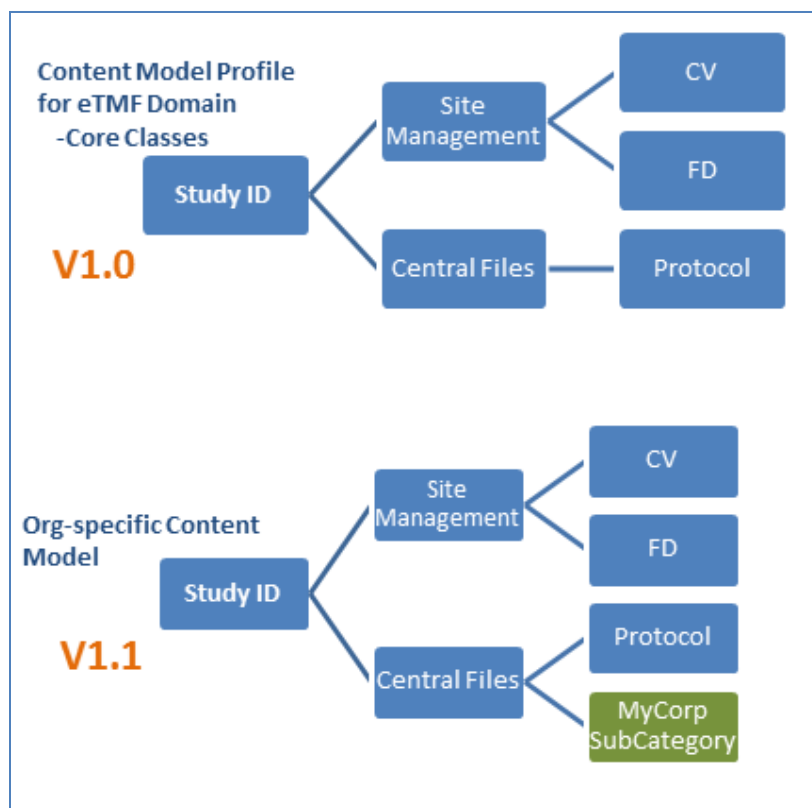 Content Model Profile
for eTMF Domain
-Core Classes
Study ID
V1.0
Site
Management
Central Files
CV
FD
Protocol
Org-specific Content
Model
Study ID
V1.1
Site
Management
Central Files
CV
FD
Protocol
MyCorp
SubCategory